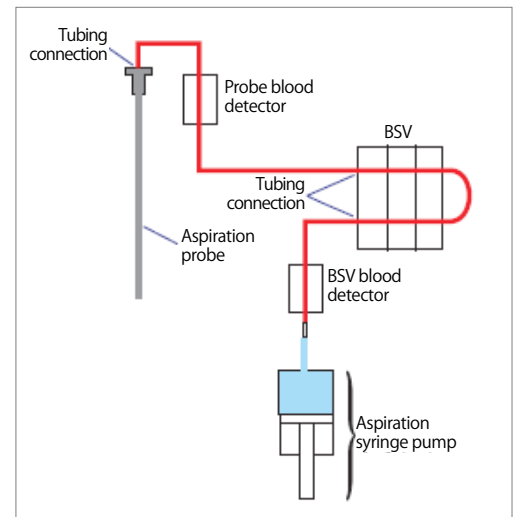 Tubing
connection
Probe blood
detector
BSV
Tubing
connection
Aspiration
probe
BSV blood
detector
Aspiration
syringe pump